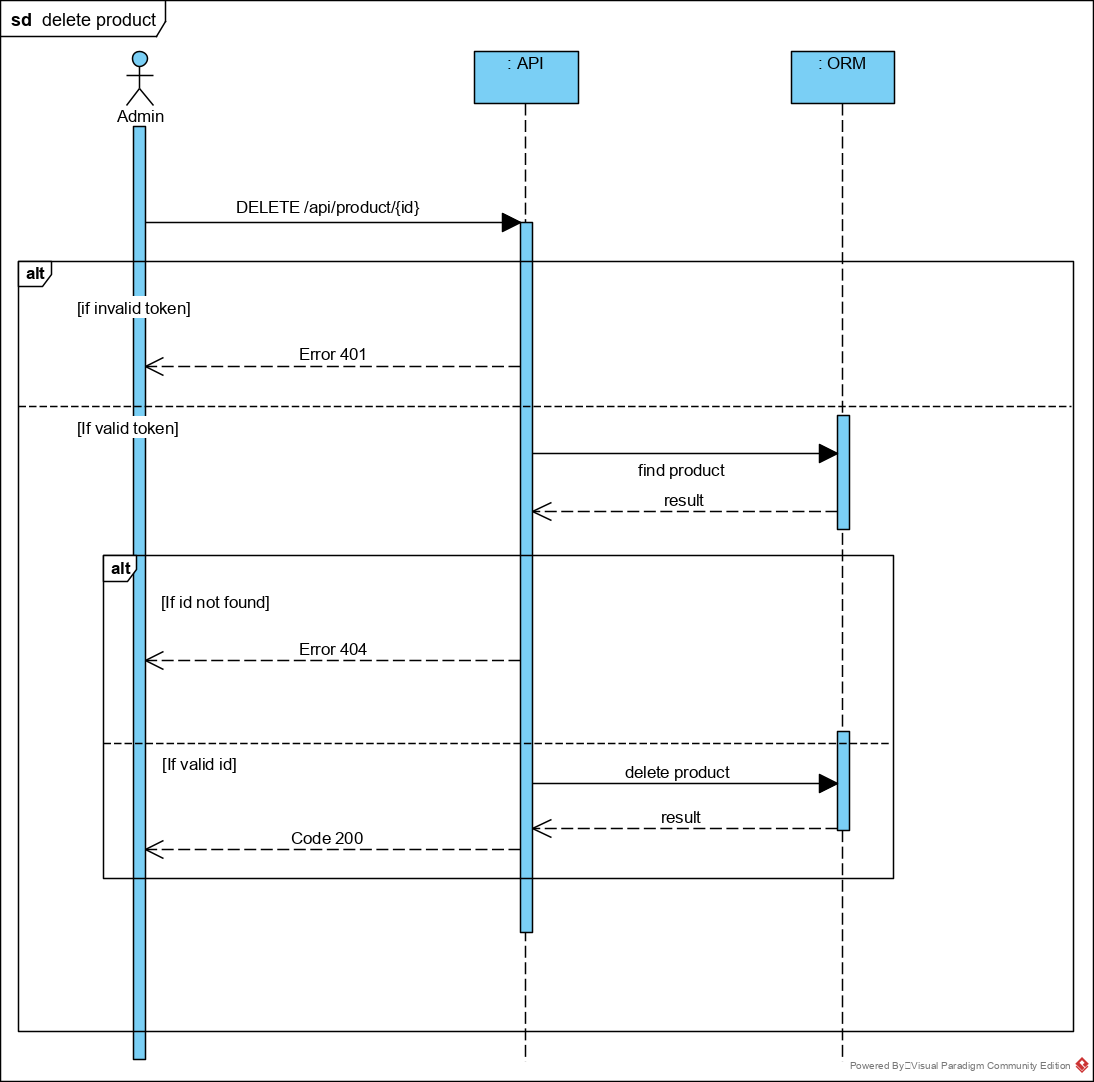 sd delete product
: API
: ORM
Admin
DELETE /api/product/{id}
alt
[if invalid token]
Error 401
[If valid token]
find product
result
alt
[If id not found]
Error 404
[If valid id]
delete product
result
Code 200
Powered By Visual Paradigm Community Edition